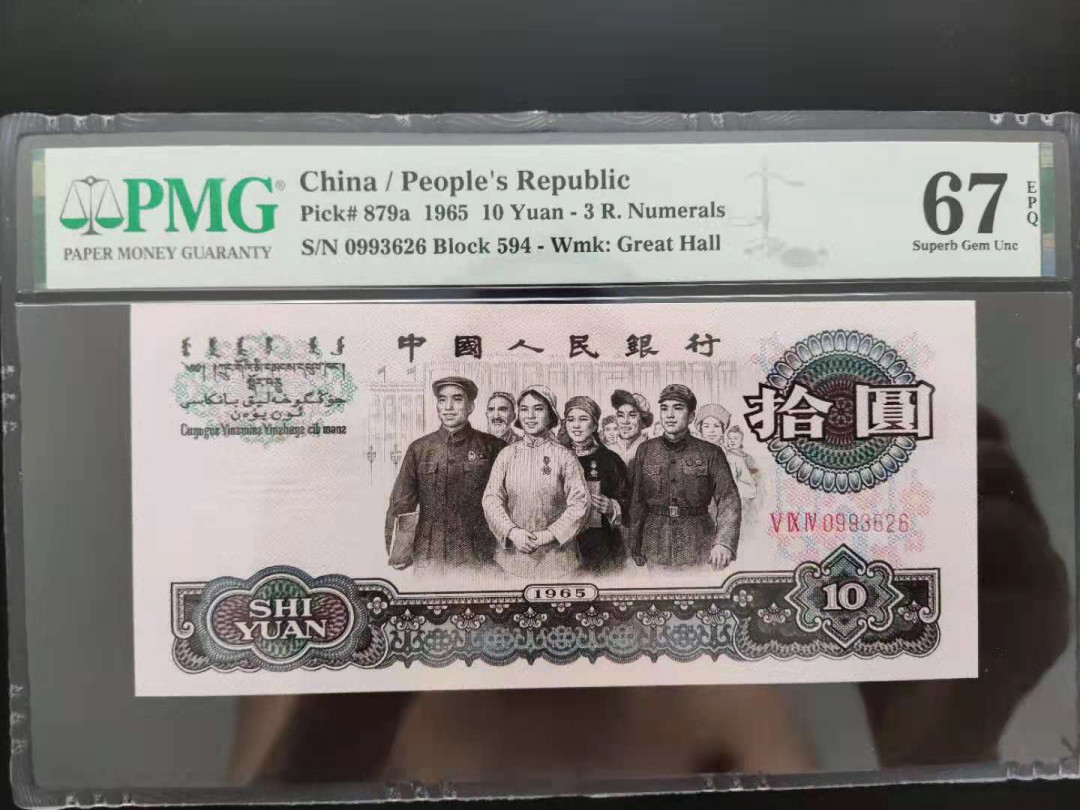 PMG®
PAPER MONEY GUARANTY
China / People's Republic
Pick# 879a 1965 10 Yuan - 3 R. Numerals
S/N 0993626 Block 594 - Wmk: Great Hall
67
EPQ
Superb Gem Unc
中國人民銀行
拾圓
VIXIV 0993626
1965
SHI
YUAN
10